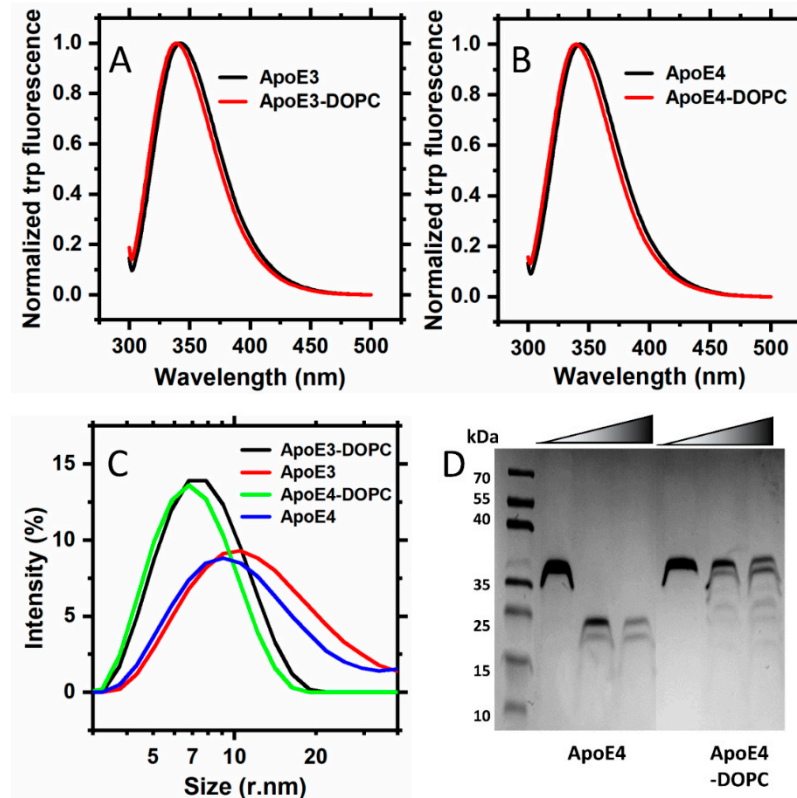 A
ApoE3
ApoE3-DOPC
Normalized trp fluorescence
1.0
0.8
0.6
0.4
0.2
0.0
300 350 400 450 500
Wavelength (nm)
B
ApoE4
ApoE4-DOPC
Normalized trp fluorescence
1.0
0.8
0.6
0.4
0.2
0.0
300 350 400 450 500
Wavelength (nm)
C
ApoE3-DOPC
ApoE3
ApoE4-DOPC
ApoE4
Intensity (%)
15
10
5
0
5 7 10 20
Size (r.nm)
D
kDa
70
55
40
35
25
15
10
ApoE4
ApoE4
-DOPC